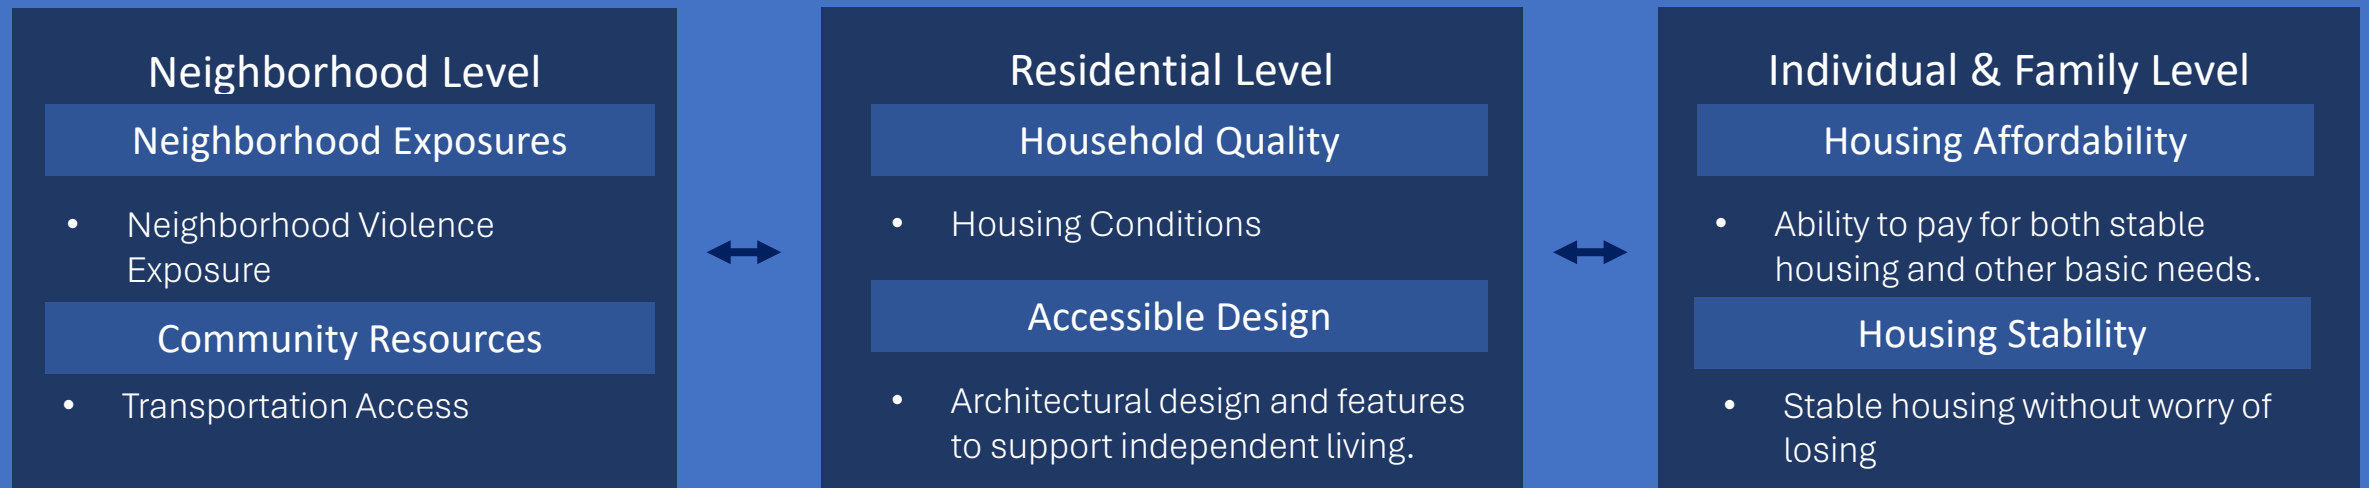 Neighborhood Level
Neighborhood Exposures
• Neighborhood Violence
Exposure
Community Resources
• Transportation Access
Residential Level
Household Quality
• Housing Conditions
Accessible Design
• Architectural design and features
to support independent living.
Individual & Family Level
Housing Affordability
• Ability to pay for both stable
housing and other basic needs.
Housing Stability
• Stable housing without worry of
losing